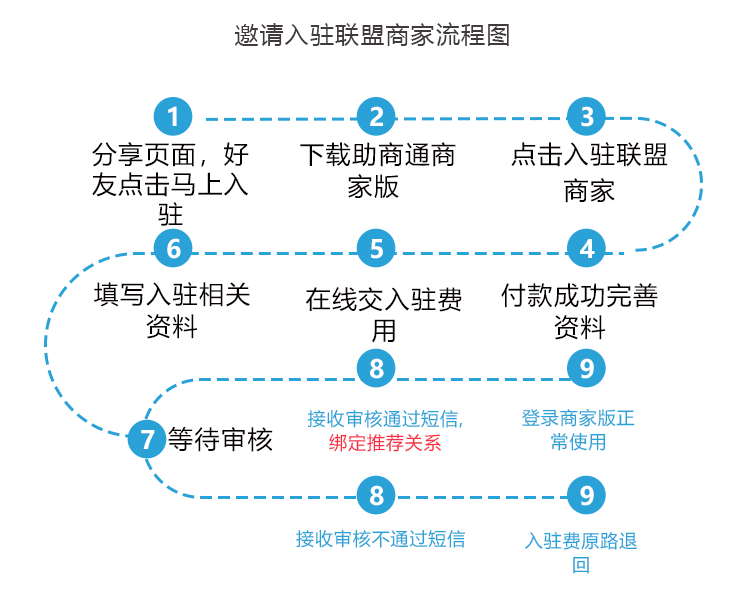 邀请入驻联盟商家流程图
1
分享页面，好
友点击马上入
驻
2
下载助商通商
家版
3
点击入驻联盟
商家
4
付款成功完善
资料
5
在线交入驻费
用
6
填写入驻相关
资料
7
等待审核
8
接收审核通过短信,
绑定推荐关系
9
登录商家版正
常使用
8
接收审核不通过短信
9
入驻费原路退
回